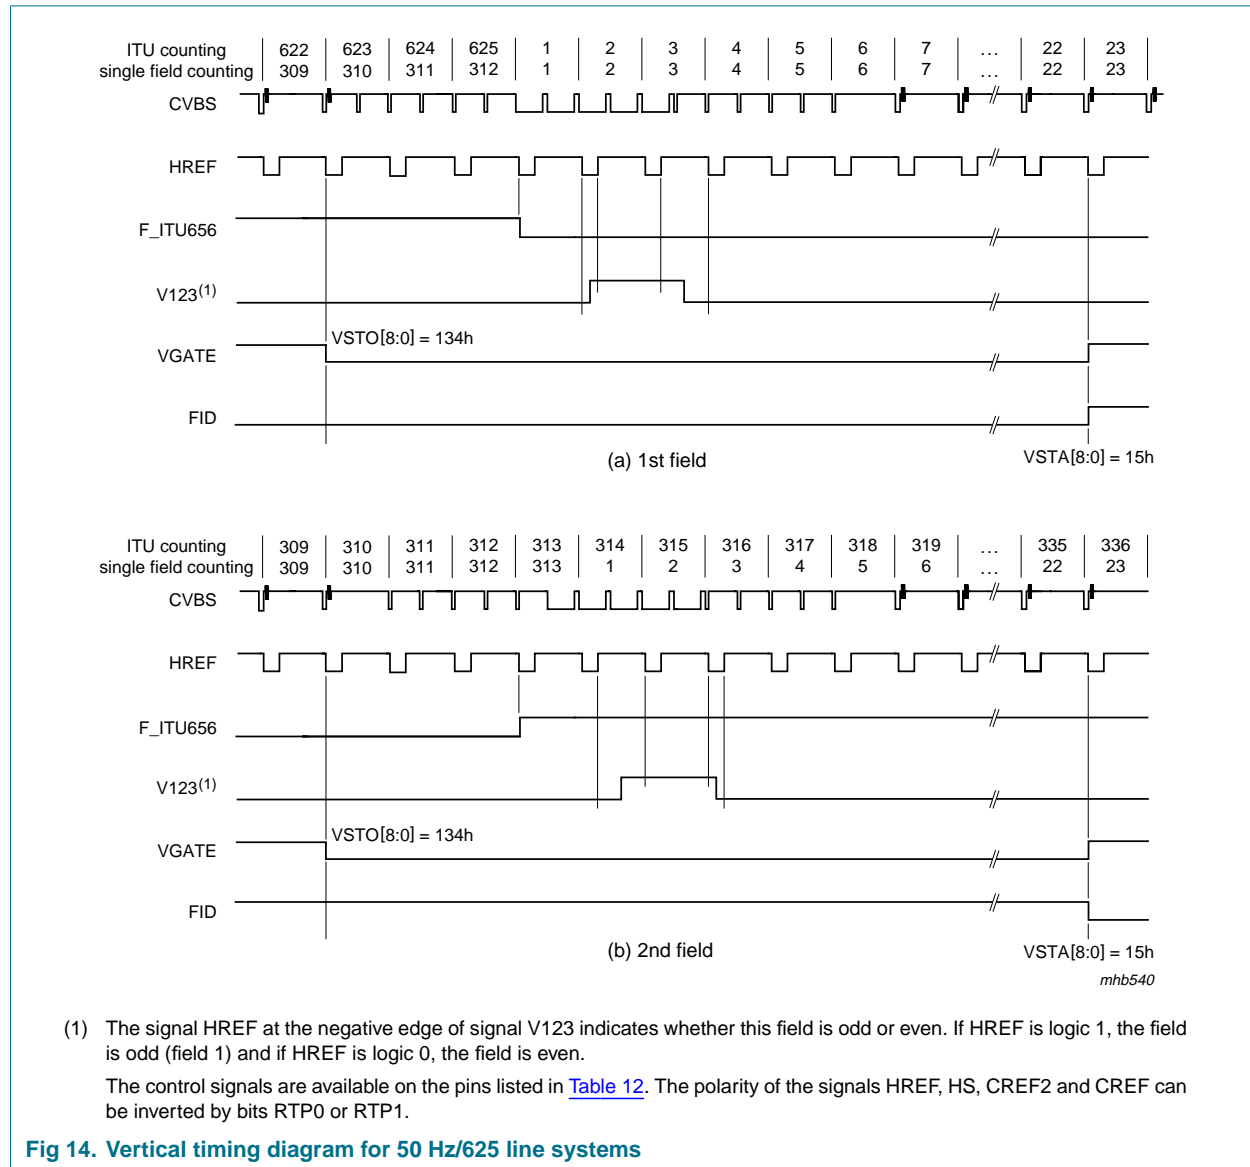 ITU counting 622 623 624 625 1 2 3 4 5 6 7 ... 22 23
single field counting 309 310 311 312 1 2 3 4 5 6 7 ... 22 23
CVBS
HREF
F_ITU656
V123(1)
VSTO[8:0] = 134h
VGATE
FID
(a) 1st field
VSTA[8:0] = 15h
ITU counting 309 310 311 312 313 314 315 316 317 318 319 ... 335 336
single field counting 309 310 311 312 313 1 2 3 4 5 6 ... 22 23
CVBS
HREF
F_ITU656
V123(1)
VSTO[8:0] = 134h
VGATE
FID
(b) 2nd field
VSTA[8:0] = 15h
mhb540
(1) The signal HREF at the negative edge of signal V123 indicates whether this field is odd or even. If HREF is logic 1, the field
is odd (field 1) and if HREF is logic 0, the field is even.
The control signals are available on the pins listed in Table 12. The polarity of the signals HREF, HS, CREF2 and CREF can
be inverted by bits RTP0 or RTP1.
Fig 14. Vertical timing diagram for 50 Hz/625 line systems